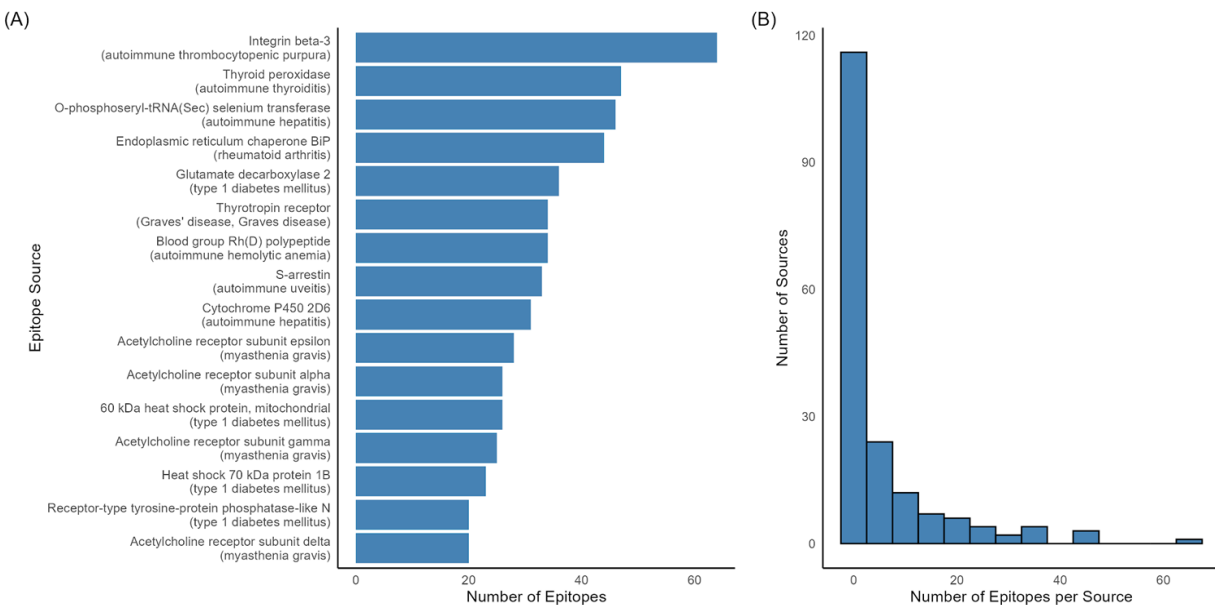 (A)
Integrin beta-3
(autoimmune thrombocytopenic purpura)
Thyroid peroxidase
(autoimmune thyroiditis)
O-phosphoseryl-tRNA(Sec) selenium transferase
(autoimmune hepatitis)
Endoplasmic reticulum chaperone BiP
(rheumatoid arthritis)
Glutamate decarboxylase 2
(type 1 diabetes mellitus)
Thyrotropin receptor
(Graves' disease, Graves disease)
Blood group Rh(D) polypeptide
(autoimmune hemolytic anemia)
S-arrestin
(autoimmune uveitis)
Cytochrome P450 2D6
(autoimmune hepatitis)
Acetylcholine receptor subunit epsilon
(myasthenia gravis)
Acetylcholine receptor subunit alpha
(myasthenia gravis)
60 kDa heat shock protein, mitochondrial
(type 1 diabetes mellitus)
Acetylcholine receptor subunit gamma
(myasthenia gravis)
Heat shock 70 kDa protein 1B
(type 1 diabetes mellitus)
Receptor-type tyrosine-protein phosphatase-like N
(type 1 diabetes mellitus)
Acetylcholine receptor subunit delta
(myasthenia gravis)
Epitope Source
0 20 40 60
Number of Epitopes
(B)
120
90
60
30
0
Number of Sources
0 20 40 60
Number of Epitopes per Source